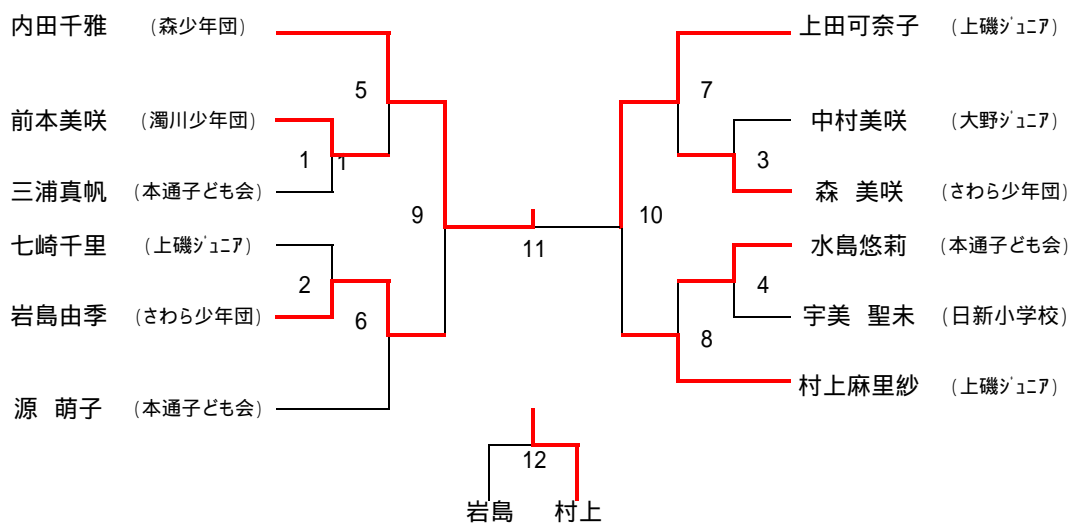 内田千雅 (森少年団)
5
前本美咲 (濁川少年団)
1 1
三浦真帆 (本通子ども会)
9
七崎千里 (上磯ジュニア)
2
岩島由季 (さわら少年団)
6
源 萌子 (本通子ども会)
11
上田可奈子 (上磯ジュニア)
7
中村美咲 (大野ジュニア)
3
森 美咲 (さわら少年団)
10
水島悠莉 (本通子ども会)
4
宇美 聖未 (日新小学校)
8
村上麻里紗 (上磯ジュニア)
12
岩島 村上